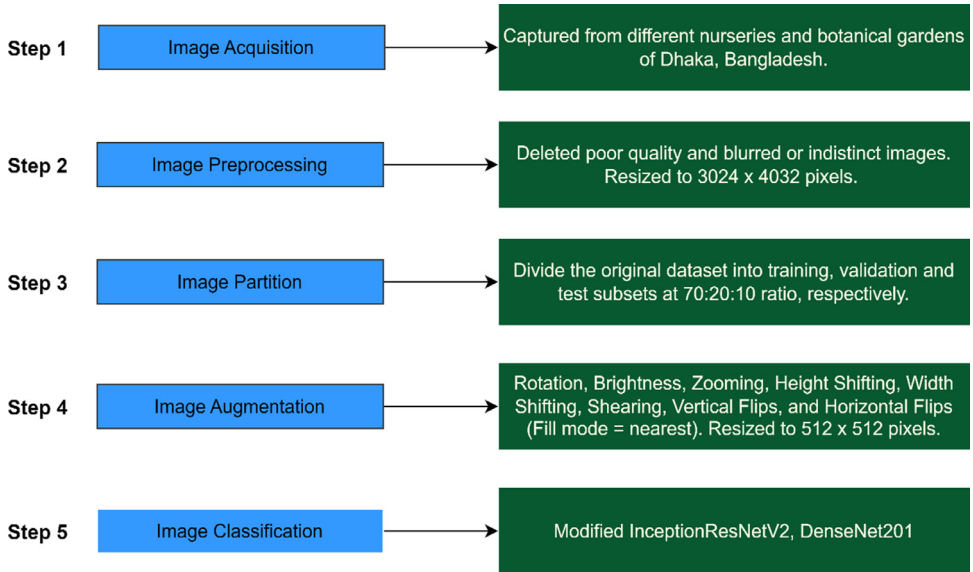 Step 1
Image Acquisition
Captured from different nurseries and botanical gardens
of Dhaka, Bangladesh.
Step 2
Image Preprocessing
Deleted poor quality and blurred or indistinct images.
Resized to 3024 x 4032 pixels.
Step 3
Image Partition
Divide the original dataset into training, validation and
test subsets at 70:20:10 ratio, respectively.
Step 4
Image Augmentation
Rotation, Brightness, Zooming, Height Shifting, Width
Shifting, Shearing, Vertical Flips, and Horizontal Flips
(Fill mode = nearest). Resized to 512 x 512 pixels.
Step 5
Image Classification
Modified InceptionResNetV2, DenseNet201